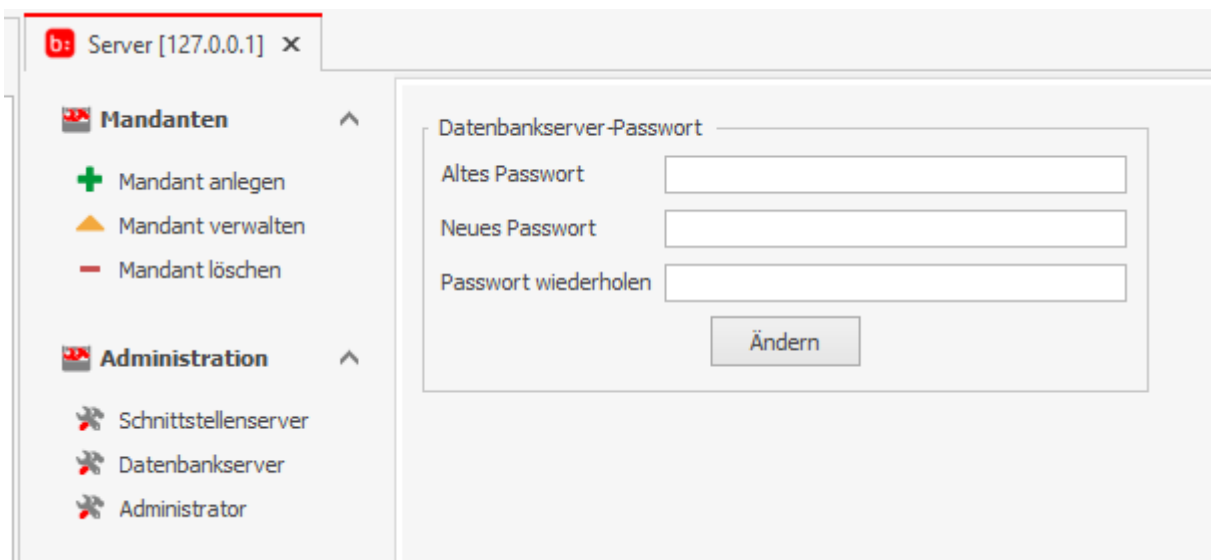 b: Server [127.0.0.1] ×
Mandanten
Mandant anlegen
Mandant verwalten
Mandant löschen
Administration
Schnittstellenserver
Datenbankserver
Administrator
Datenbankserver-Passwort
Altes Passwort
Neues Passwort
Passwort wiederholen
Ändern